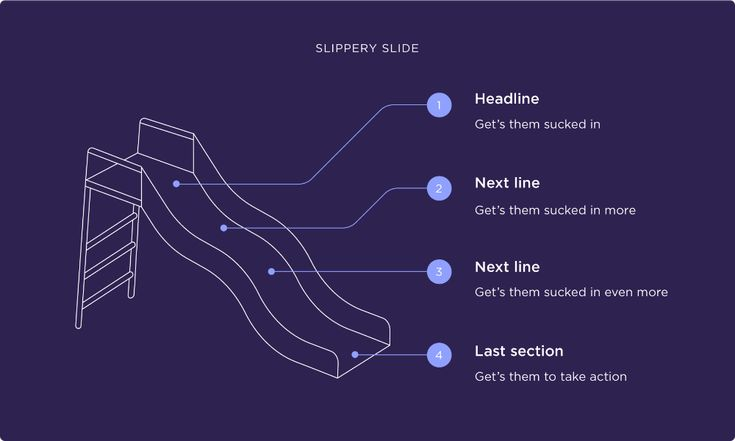 SLIPPERY SLIDE
1
Headline
Get's them sucked in
2
Next line
Get's them sucked in more
3
Next line
Get's them sucked in even more
4
Last section
Get's them to take action